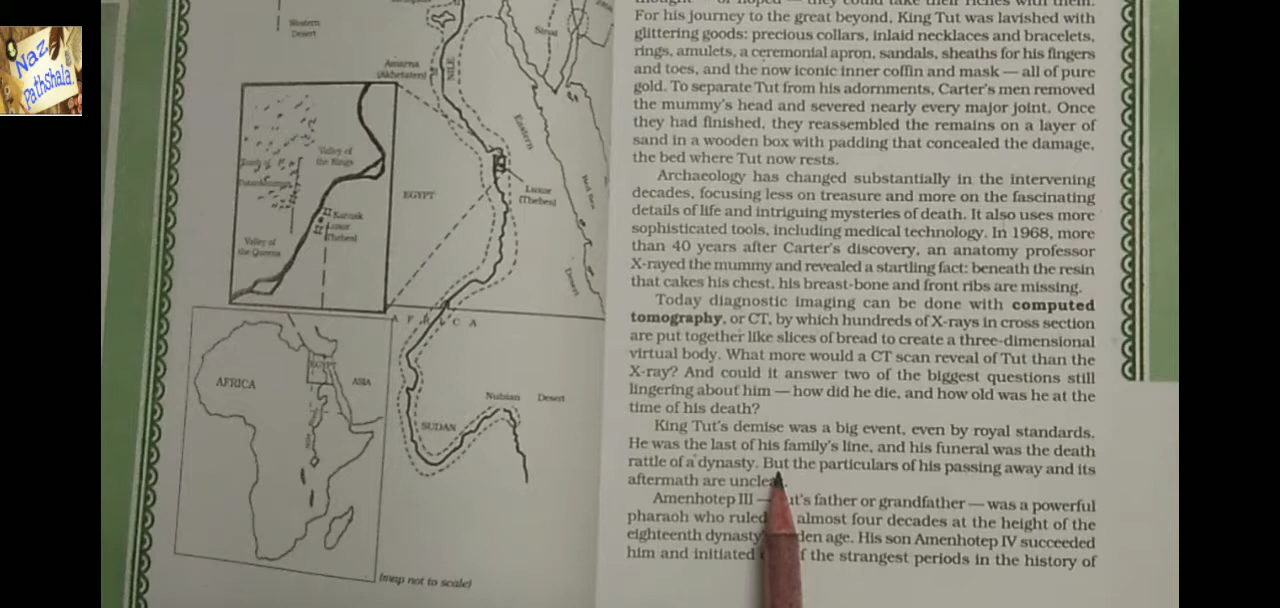 Naz
Pathshala.
Western
Desert
Sinai
Amarna
(Akhetaten)
NILE
Eastern
Valley of
the Kings
Tomb of
Tutankhamun
EGYPT
Luxor
(Thebes)
Red Sea
Karnak
Luxor
(Thebes)
Valley of
the Queens
Desert
A F R I C A
EGYPT
AFRICA
ASIA
Nubian Desert
SUDAN
(map not to scale)
For his journey to the great beyond, King Tut was lavished with
glittering goods: precious collars, inlaid necklaces and bracelets,
rings, amulets, a ceremonial apron, sandals, sheaths for his fingers
and toes, and the now iconic inner coffin and mask — all of pure
gold. To separate Tut from his adornments, Carter's men removed
the mummy's head and severed nearly every major joint. Once
they had finished, they reassembled the remains on a layer of
sand in a wooden box with padding that concealed the damage,
the bed where Tut now rests.
Archaeology has changed substantially in the intervening
decades, focusing less on treasure and more on the fascinating
details of life and intriguing mysteries of death. It also uses more
sophisticated tools, including medical technology. In 1968, more
than 40 years after Carter's discovery, an anatomy professor
X-rayed the mummy and revealed a startling fact: beneath the resin
that cakes his chest, his breast-bone and front ribs are missing.
Today diagnostic imaging can be done with computed
tomography, or CT, by which hundreds of X-rays in cross section
are put together like slices of bread to create a three-dimensional
virtual body. What more would a CT scan reveal of Tut than the
X-ray? And could it answer two of the biggest questions still
lingering about him — how did he die, and how old was he at the
time of his death?
King Tut's demise was a big event, even by royal standards.
He was the last of his family's line, and his funeral was the death
rattle of a dynasty. But the particulars of his passing away and its
aftermath are unclear.
Amenhotep III — father or grandfather — was a powerful
pharaoh who ruled almost four decades at the height of the
eighteenth dynasty age. His son Amenhotep IV succeeded
him and initiated the strangest periods in the history of